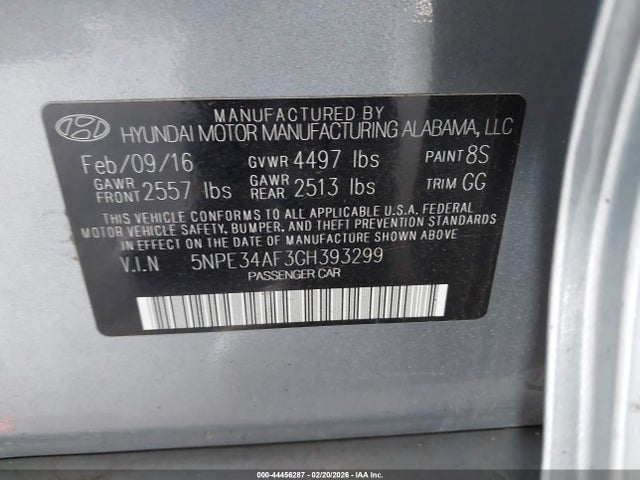 MANUFACTURED BY
HYUNDAI MOTOR MANUFACTURING ALABAMA, LLC
Feb/09/16 GVWR 4497 lbs PAINT 8S
GAWR FRONT 2557 lbs GAWR REAR 2513 lbs TRIM GG
THIS VEHICLE CONFORMS TO ALL APPLICABLE U.S.A. FEDERAL
MOTOR VEHICLE SAFETY, BUMPER, AND THEFT PREVENTION STANDARDS
IN EFFECT ON THE DATE OF MANUFACTURE SHOWN ABOVE.
V.I.N 5NPE34AF3GH393299
PASSENGER CAR
000-44456287 - 02/20/2026 - IAAI.COM